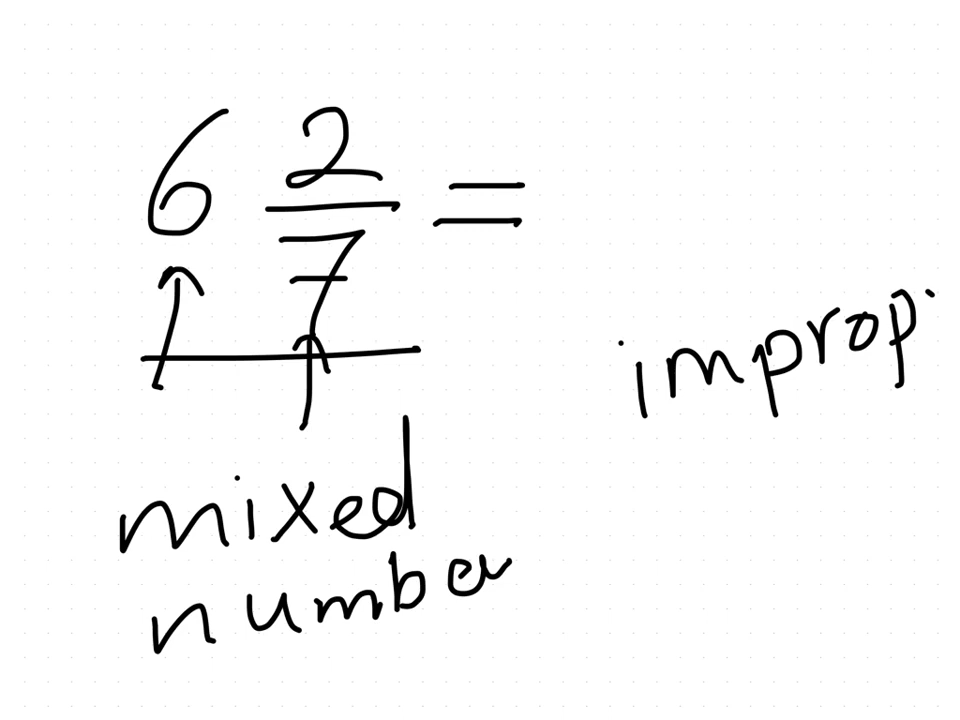 6 2/7 =
improp.
mixed
number